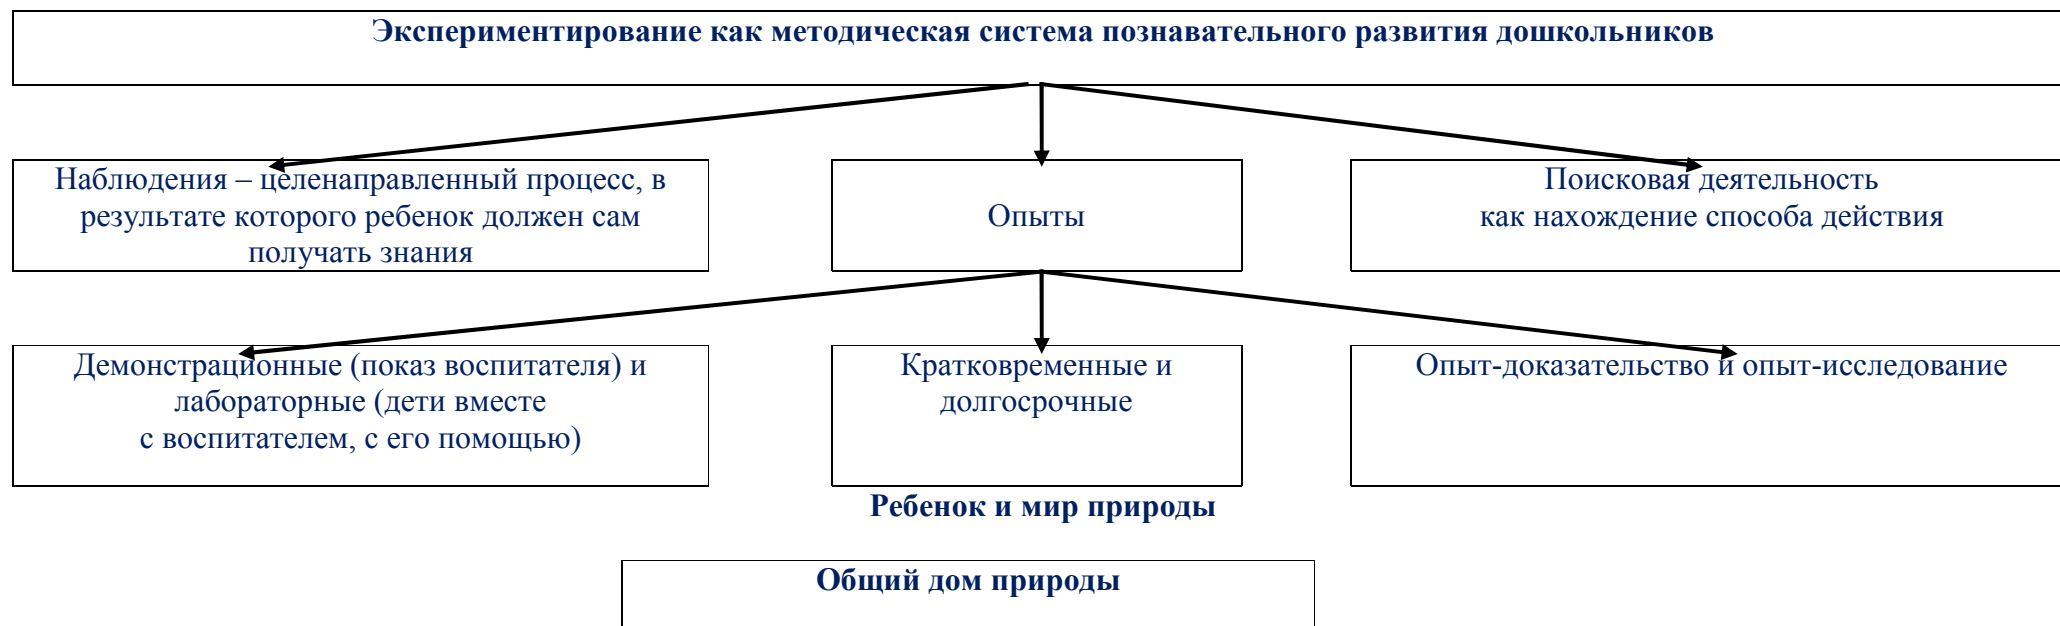 Экспериментирование как методическая система познавательного развития дошкольников
Наблюдения – целенаправленный процесс, в
результате которого ребенок должен сам
получать знания
Опыты
Поисковая деятельность
как нахождение способа действия
Демонстрационные (показ воспитателя) и
лабораторные (дети вместе
с воспитателем, с его помощью)
Кратковременные и
долгосрочные
Опыт-доказательство и опыт-исследование
Ребенок и мир природы
Общий дом природы